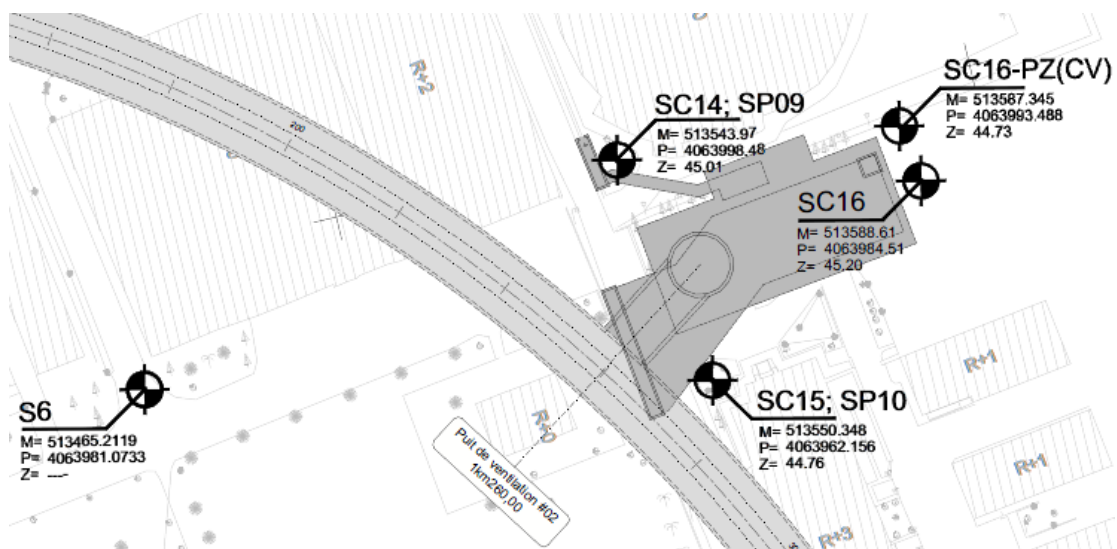 R+2
200
SC14; SP09
M= 513543.97
P= 4063998.48
Z= 45.01
SC16-PZ(CV)
M= 513587.345
P= 4063993.488
Z= 44.73
SC16
M= 513588.61
P= 4063984.51
Z= 45.20
S6
M= 513465.2119
P= 4063981.0733
Z= ----
SC15; SP10
M= 513550.348
P= 4063962.156
Z= 44.76
Puit de ventilation #02
1km260,00
R+0
R+1
R+1
R+3